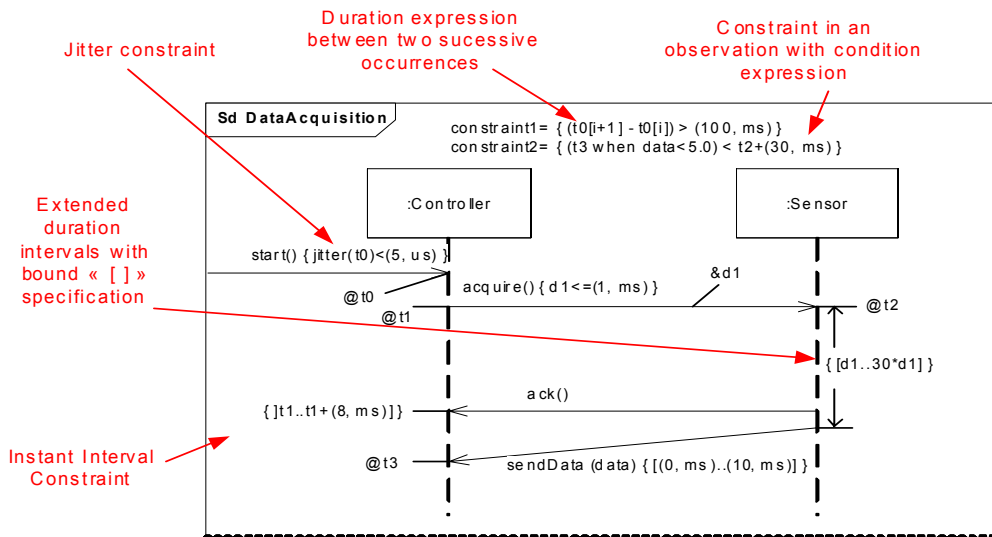 Duration expression
between two sucessive
occurrences
Constraint in an
observation with condition
expression
Jitter constraint
Sd DataAcquisition
constraint1= { (t0[i+1] - t0[i]) > (100, ms) }
constraint2= { (t3 when data<5.0) < t2+(30, ms) }
Extended
duration
intervals with
bound « [ ] »
specification
:Controller
:Sensor
start() { jitter(t0)<(5, us) }
@t0
acquire() { d1<=(1, ms) }
&d1
@t1
@t2
{ [d1..30*d1] }
ack()
{ ]t1..t1+(8, ms)] }
Instant Interval
Constraint
@t3
sendData (data) { [(0, ms)..(10, ms)] }